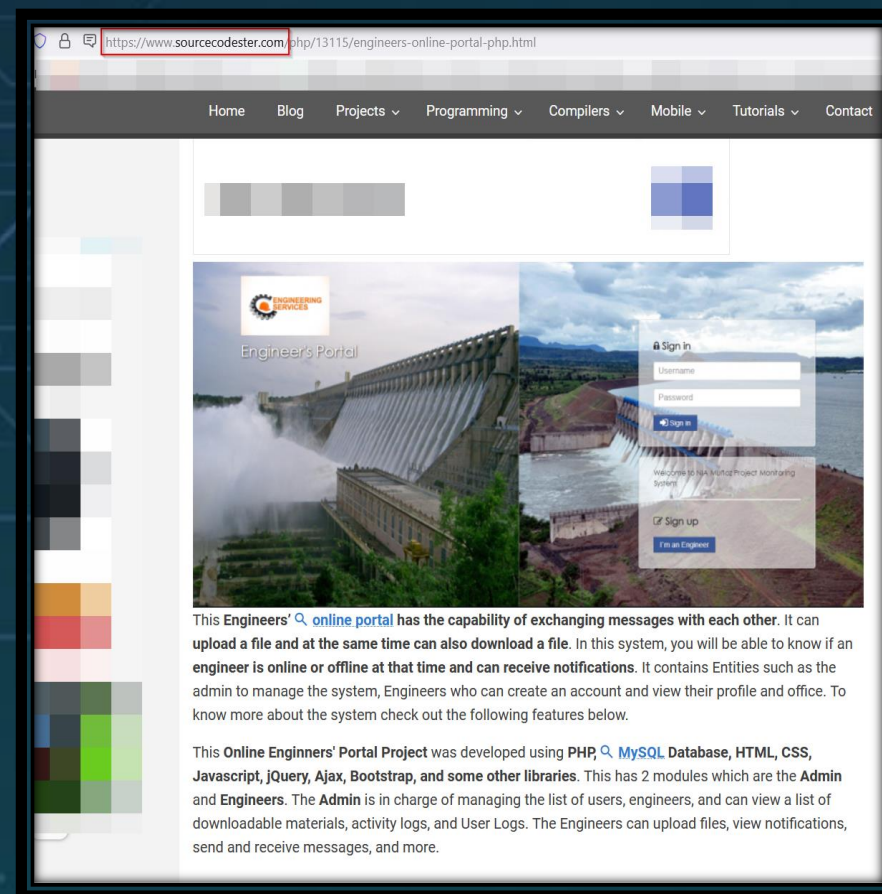 https://www.sourcecodester.com/php/13115/engineers-online-portal-php.html
Home Blog Projects Programming Compilers Mobile Tutorials Contact
ENGINEERING
SERVICES
Engineer's Portal
Sign in
Username
Password
Sign in
Welcome to NIA Project Monitoring
System
Sign up
I'm an Engineer
This Engineers' online portal has the capability of exchanging messages with each other. It can
upload a file and at the same time can also download a file. In this system, you will be able to know if an
engineer is online or offline at that time and can receive notifications. It contains Entities such as the
admin to manage the system, Engineers who can create an account and view their profile and office. To
know more about the system check out the following features below.
This Online Enginners' Portal Project was developed using PHP, MySQL Database, HTML, CSS,
Javascript, jQuery, Ajax, Bootstrap, and some other libraries. This has 2 modules which are the Admin
and Engineers. The Admin is in charge of managing the list of users, engineers, and can view a list of
downloadable materials, activity logs, and User Logs. The Engineers can upload files, view notifications,
send and receive messages, and more.